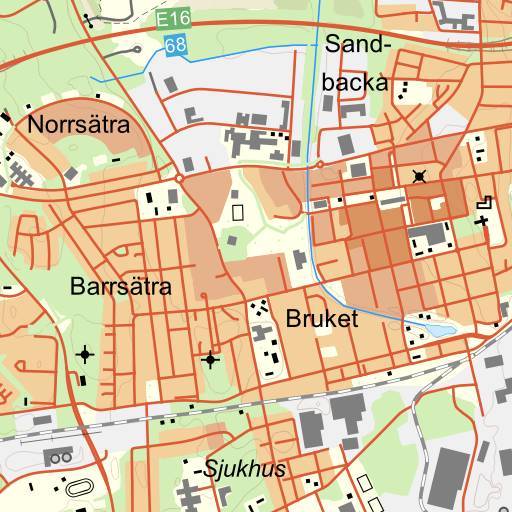 E16
68
Sand-
backa
Norrsätra
Barrsätra
Bruket
Sjukhus